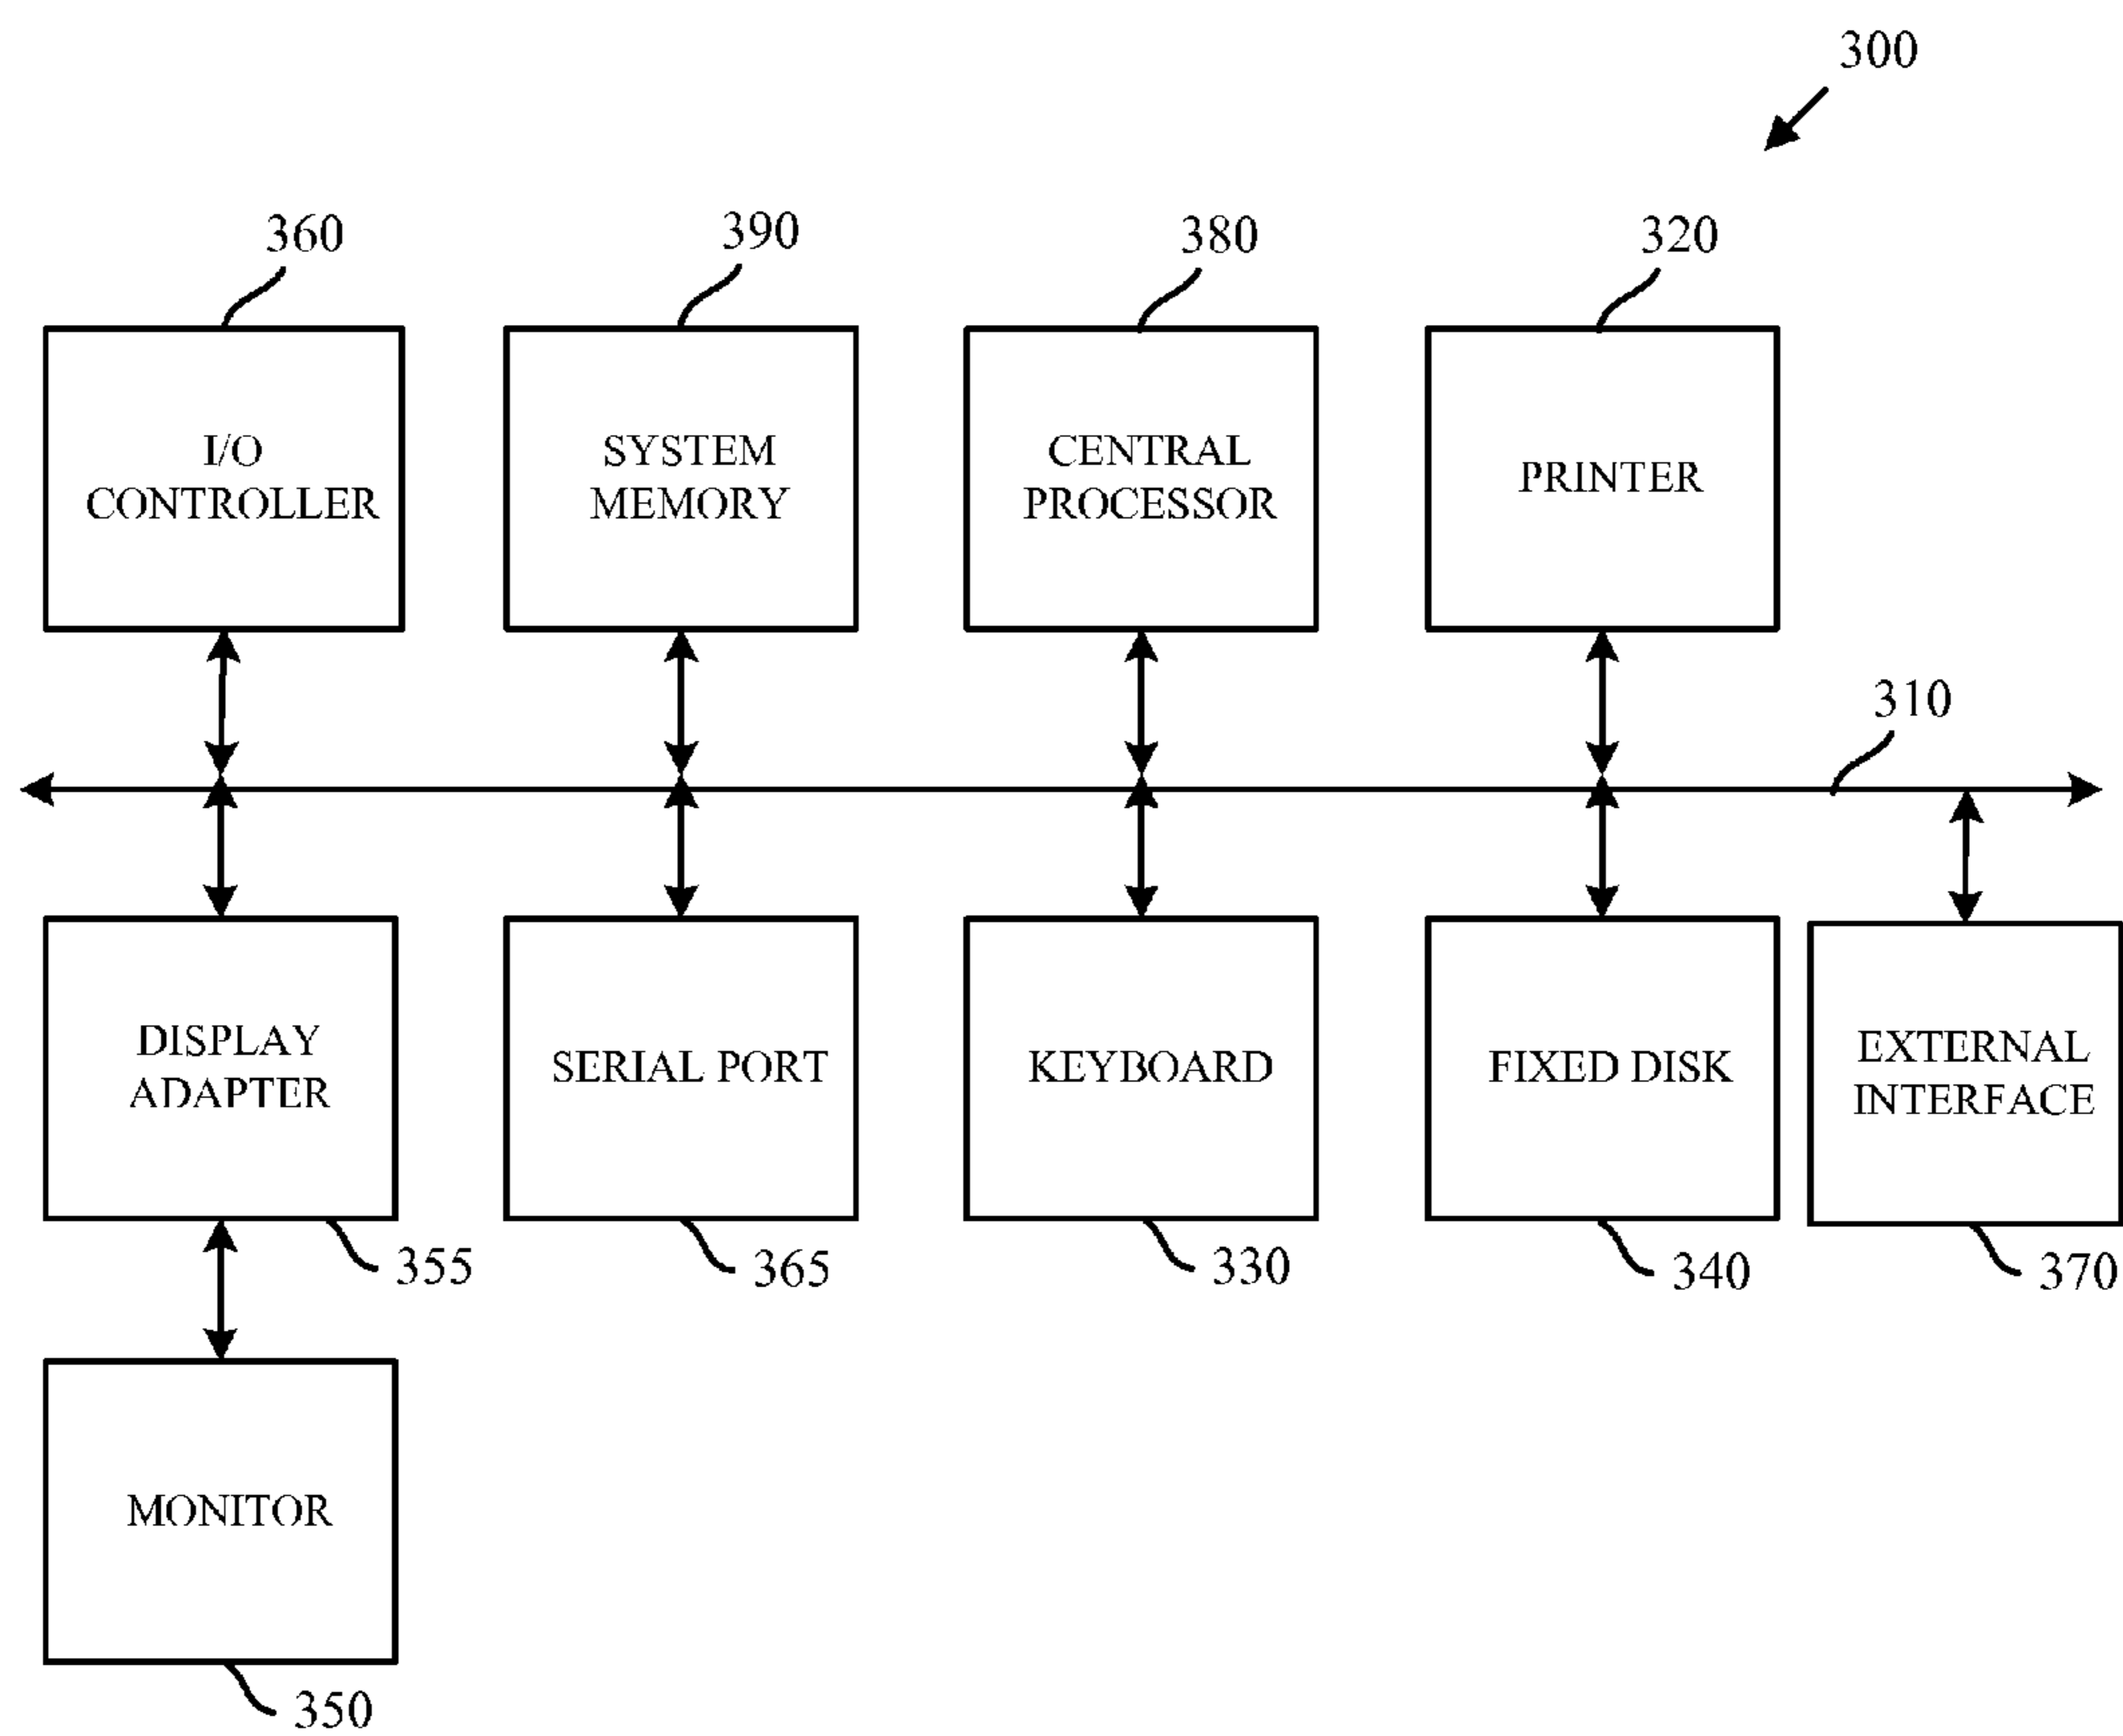 300
360
390
380
320
I/O
CONTROLLER
SYSTEM
MEMORY
CENTRAL
PROCESSOR
PRINTER
310
DISPLAY
ADAPTER
SERIAL PORT
KEYBOARD
FIXED DISK
EXTERNAL
INTERFACE
355
365
330
340
370
MONITOR
350